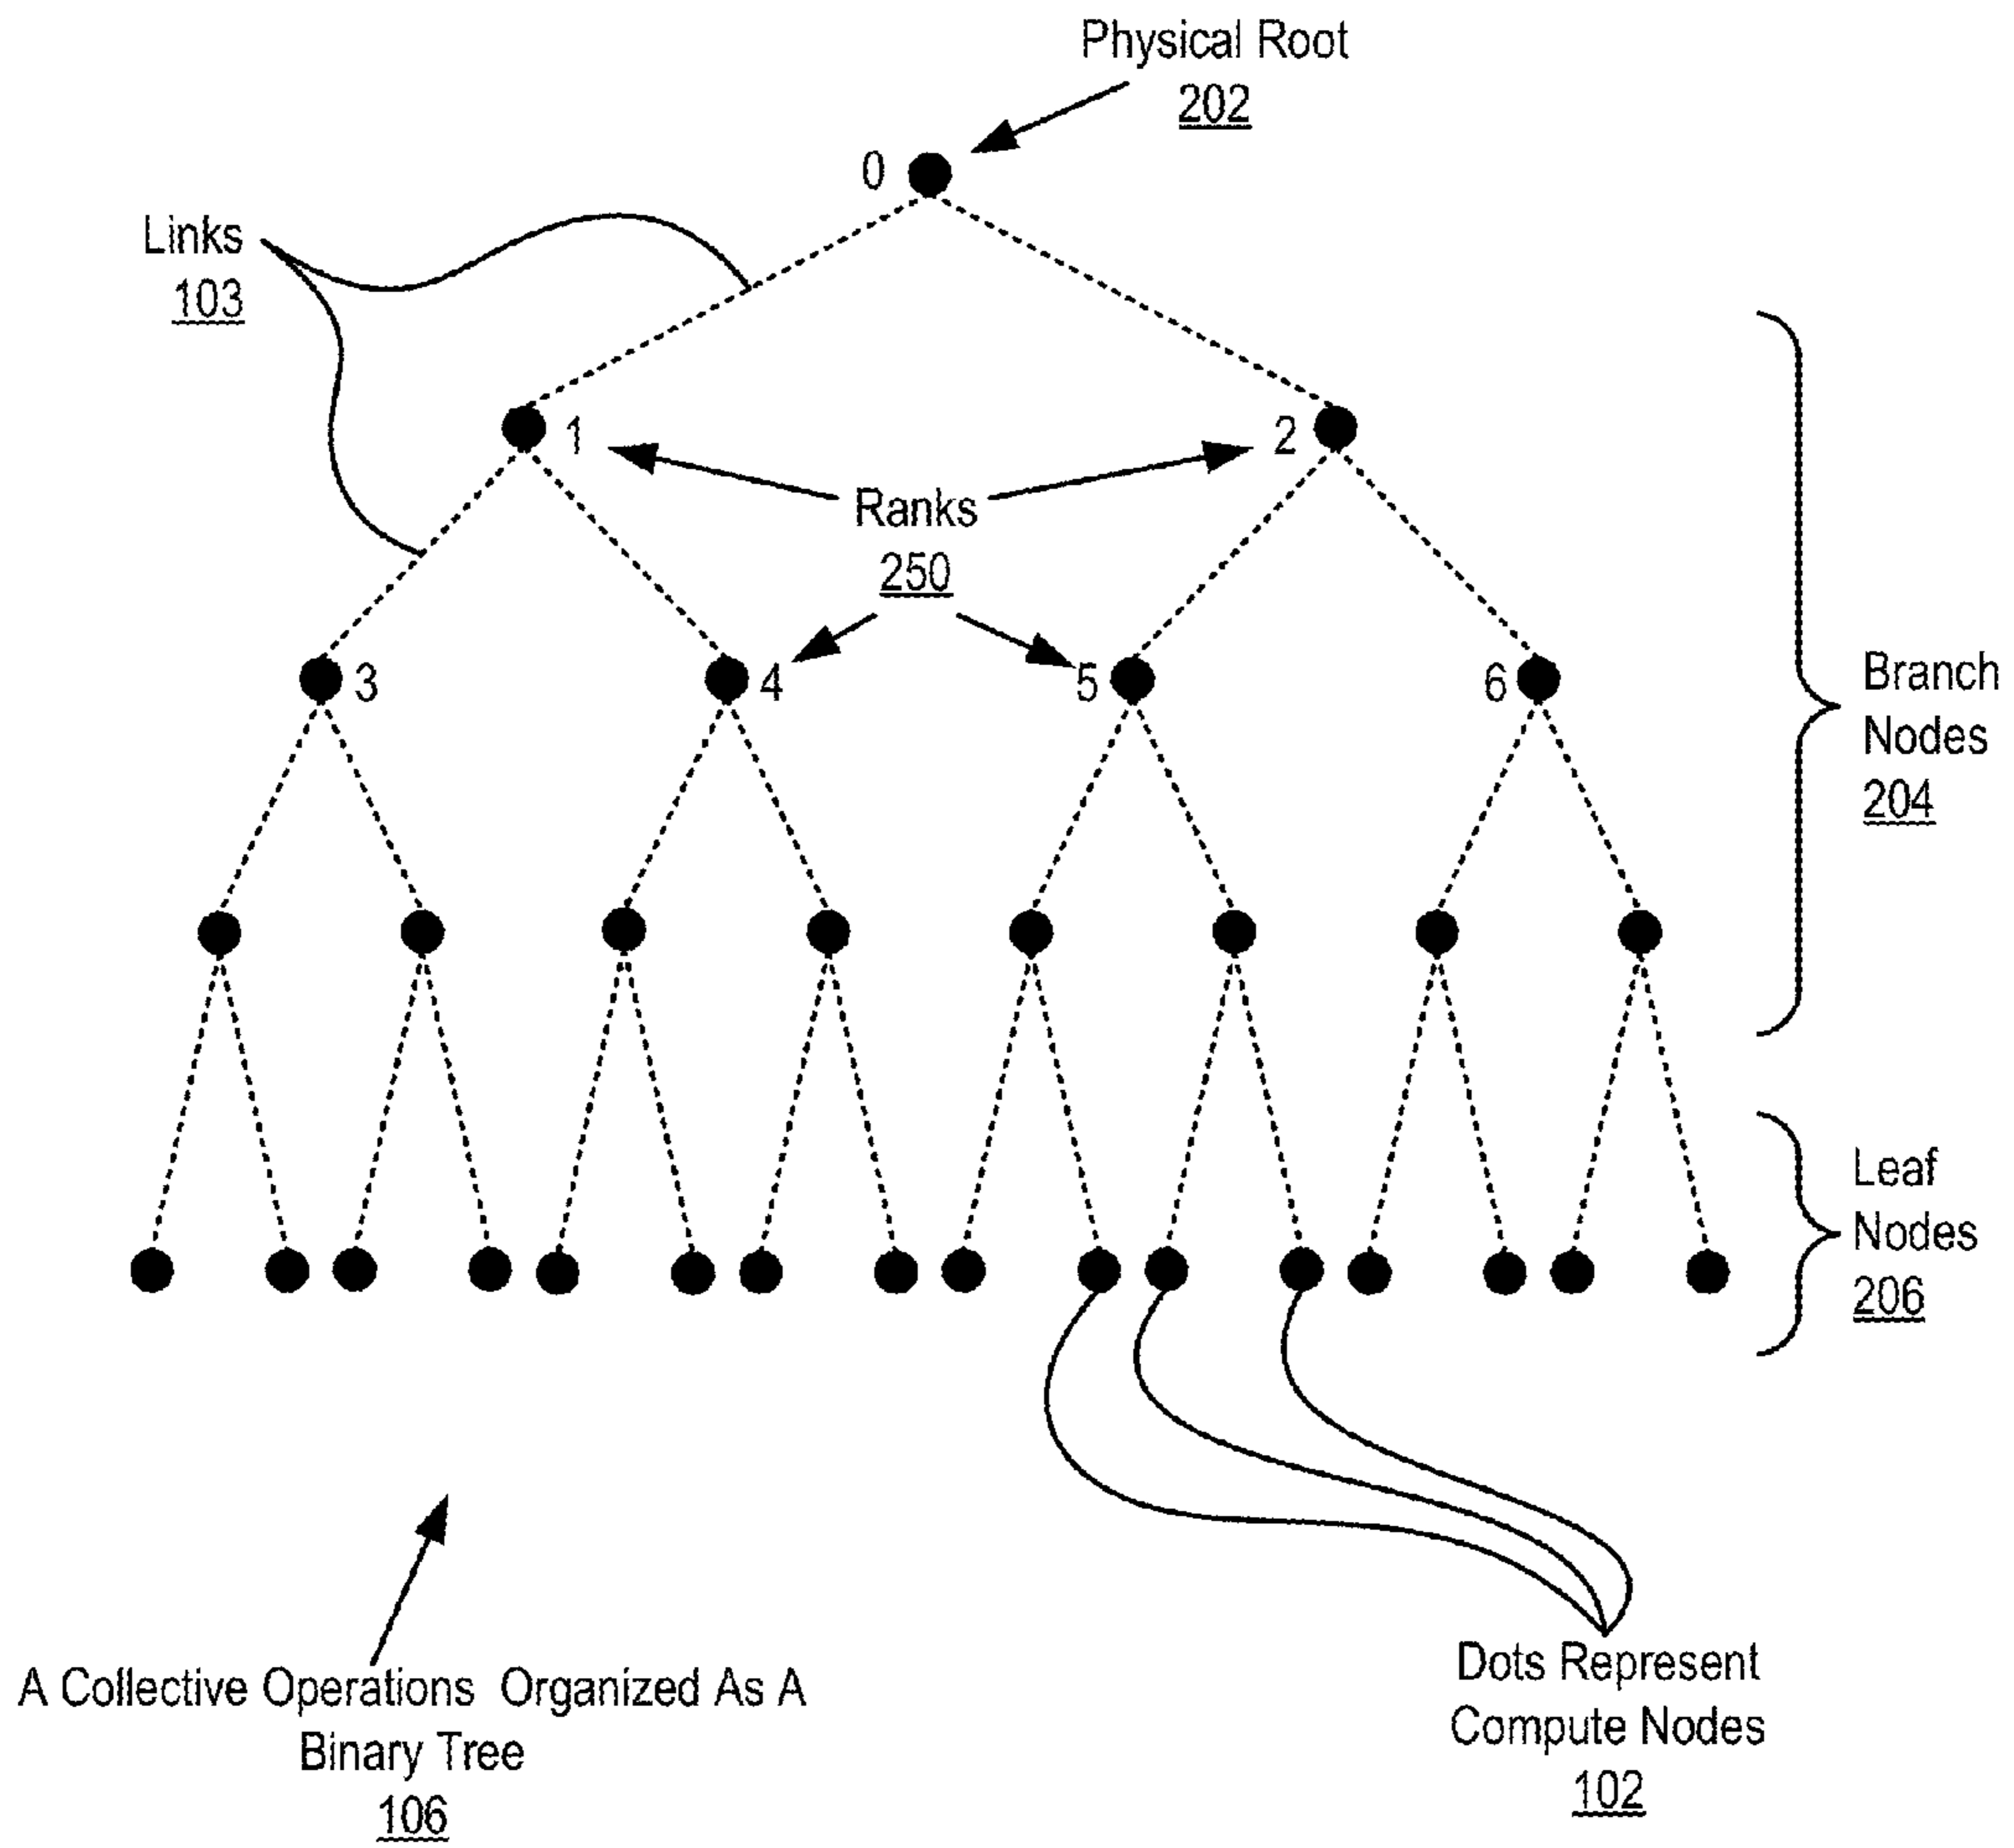 Physical Root
202
0
Links
103
1
2
Ranks
250
3
4
5
6
Branch
Nodes
204
Leaf
Nodes
206
A Collective Operations Organized As A
Binary Tree
106
Dots Represent
Compute Nodes
102